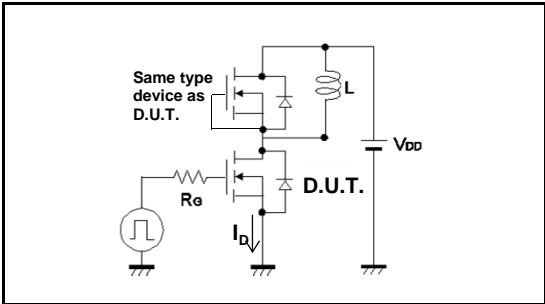 Same type
device as
D.U.T.
L
VDD
D.U.T.
RG
ID